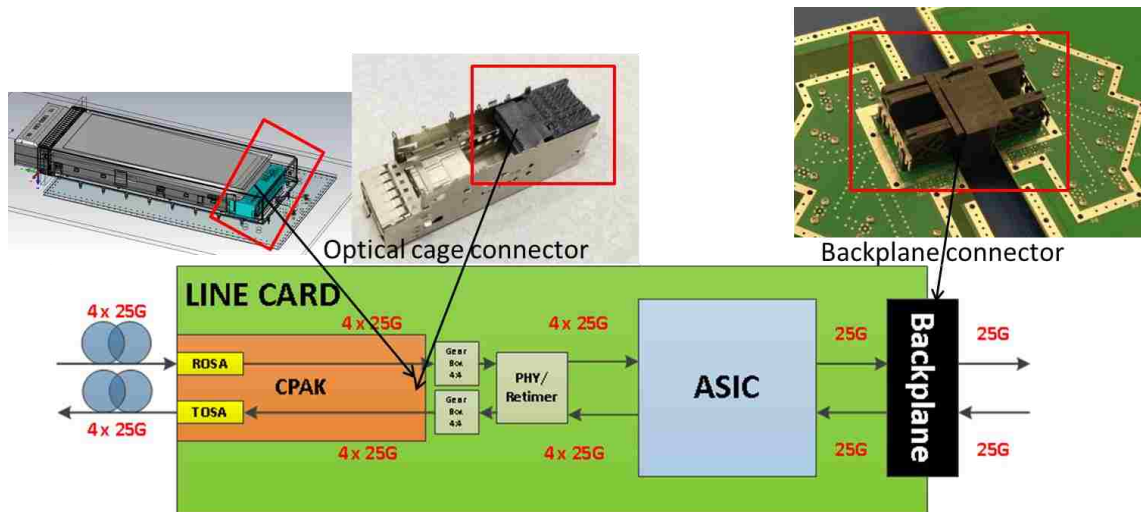 Optical cage connector
Backplane connector
LINE CARD
4 x 25G
4 x 25G
4 x 25G
25G
25G
ROSA
CPAK
TOSA
Gear
Box
4:4
Gear
Box
4:4
PHY/
Retimer
ASIC
Backplane
4 x 25G
4 x 25G
4 x 25G
25G
25G